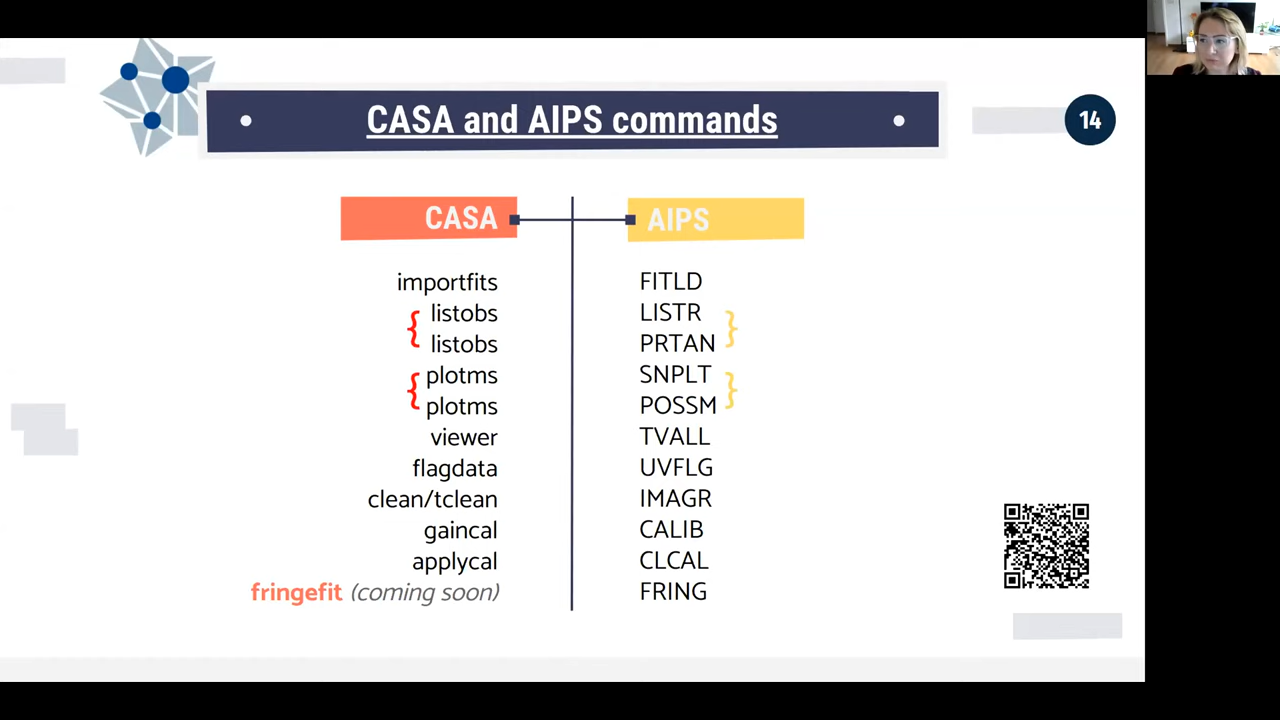 CASA and AIPS commands
14
CASA AIPS
importfits FITLD
listobs LISTR
listobs PRTAN
plotms SNPLT
plotms POSSM
viewer TVALL
flagdata UVFLG
clean/tclean IMAGR
gaincal CALIB
applycal CLCAL
fringefit (coming soon) FRING